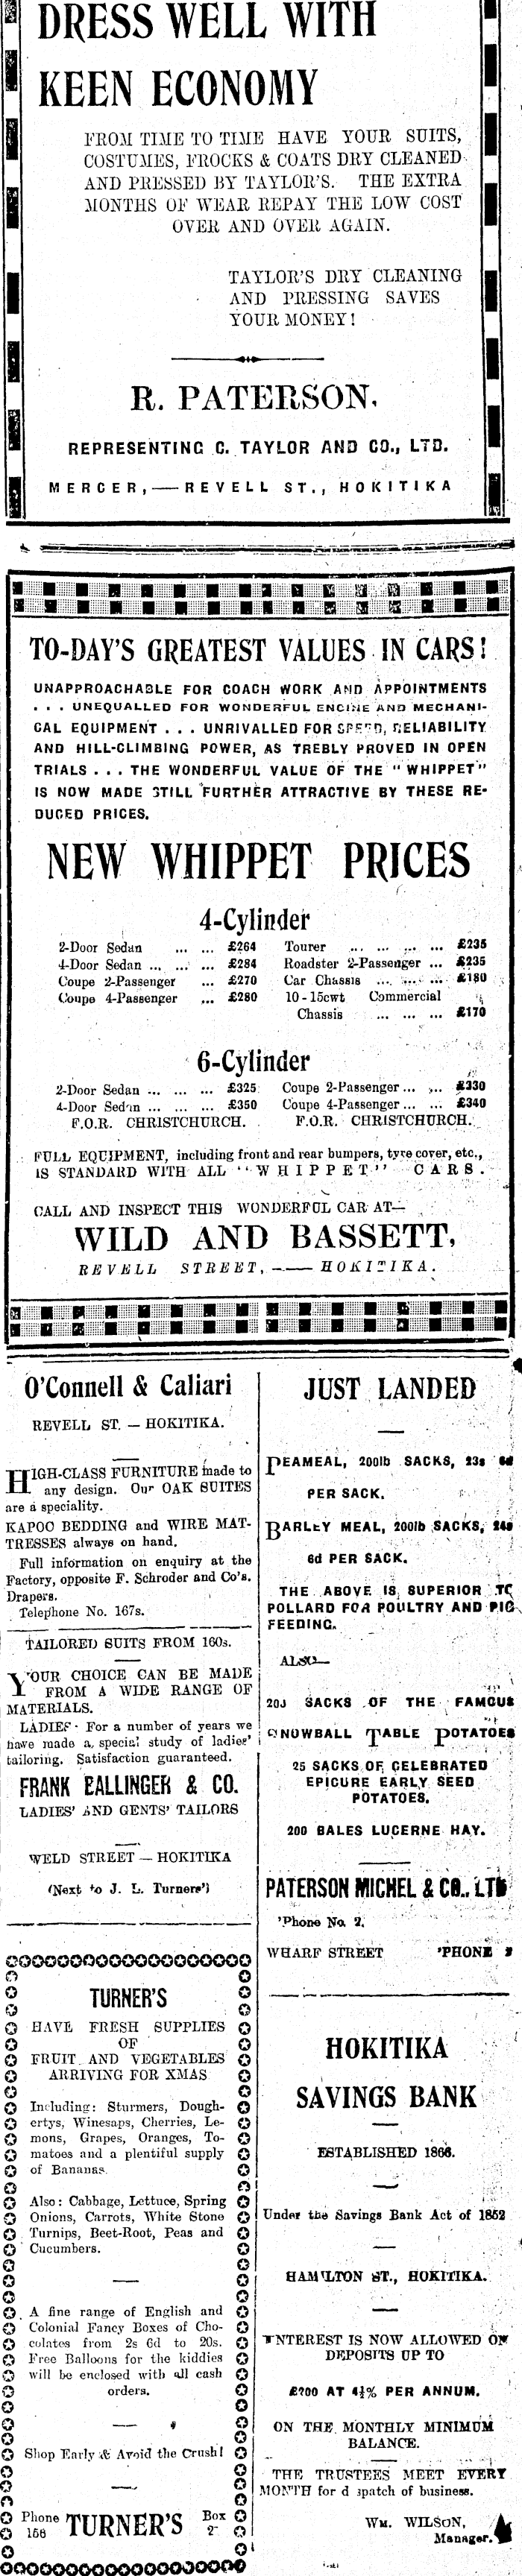 DRESS WELL WITH
KEEN ECONOMY
FROM TIME TO TIME HAVE YOUR SUITS,
COSTUMES, FROCKS & COATS DRY CLEANED
AND PRESSED BY TAYLOR'S. THE EXTRA
MONTHS OF WEAR REPAY THE LOW COST
OVER AND OVER AGAIN.
TAYLOR'S DRY CLEANING
AND PRESSING SAVES
YOUR MONEY!
R. PATERSON,
REPRESENTING C. TAYLOR AND CO., LTD.
MERCER,—REVELL ST., HOKITIKA
TO-DAY'S GREATEST VALUES IN CARS!
UNAPPROACHABLE FOR COACH WORK AND APPOINTMENTS
. . . UNEQUALLED FOR WONDERFUL ENGINE AND MECHANI-
CAL EQUIPMENT . . . UNRIVALLED FOR SPEED, RELIABILITY
AND HILL-CLIMBING POWER, AS TREBLY PROVED IN OPEN
TRIALS . . . THE WONDERFUL VALUE OF THE "WHIPPET"
IS NOW MADE STILL FURTHER ATTRACTIVE BY THESE RE-
DUCED PRICES.
NEW WHIPPET PRICES
4-Cylinder
2-Door Sedan ... ... £264
4-Door Sedan ... ... ... £284
Coupe 2-Passenger ... £270
Coupe 4-Passenger ... £280
Tourer ... ... ... ... £235
Roadster 2-Passenger ... £235
Car Chassis ... ... ... £180
10-15cwt Commercial
Chassis ... ... ... £170
6-Cylinder
2-Door Sedan ... ... ... £325
4-Door Sedan ... ... ... £350
F.O.R. CHRISTCHURCH.
Coupe 2-Passenger ... ... £330
Coupe 4-Passenger ... ... £340
F.O.R. CHRISTCHURCH.
FULL EQUIPMENT, including front and rear bumpers, tyre cover, etc.,
IS STANDARD WITH ALL "WHIPPET" CARS.
CALL AND INSPECT THIS WONDERFUL CAR AT—
WILD AND BASSETT,
REVELL STREET,——HOKITIKA.
O'Connell & Caliari
REVELL ST. — HOKITIKA.
HIGH-CLASS FURNITURE made to
any design. Our OAK SUITES
are a speciality.
KAPOC BEDDING and WIRE MAT-
TRESSES always on hand.
Full information on enquiry at the
Factory, opposite F. Schroder and Co's.
Drapers.
Telephone No. 167s.
TAILORED SUITS FROM 160s.
YOUR CHOICE CAN BE MADE
FROM A WIDE RANGE OF
MATERIALS.
LADIES · For a number of years we
have made a special study of ladies'
tailoring. Satisfaction guaranteed.
FRANK EALLINGER & CO.
LADIES' AND GENTS' TAILORS
WELD STREET — HOKITIKA
(Next to J. L. Turners')
TURNER'S
HAVE FRESH SUPPLIES
OF
FRUIT AND VEGETABLES
ARRIVING FOR XMAS
Including: Sturmers, Dough-
ertys, Winesaps, Cherries, Le-
mons, Grapes, Oranges, To-
matoes and a plentiful supply
of Bananas.
Also: Cabbage, Lettuce, Spring
Onions, Carrots, White Stone
Turnips, Beet-Root, Peas and
Cucumbers.
A fine range of English and
Colonial Fancy Boxes of Cho-
colates from 2s 6d to 20s.
Free Balloons for the kiddies
will be enclosed with all cash
orders.
Shop Early & Avoid the Crush!
Phone 156 TURNER'S Box 2
JUST LANDED
PEAMEAL, 200lb SACKS, 23s 6d
PER SACK.
BARLEY MEAL, 200lb SACKS, 24s
6d PER SACK.
THE ABOVE IS SUPERIOR TO
POLLARD FOR POULTRY AND PIG
FEEDING.
ALSO—
200 SACKS OF THE FAMOUS
SNOWBALL TABLE POTATOES
25 SACKS OF CELEBRATED
EPICURE EARLY SEED
POTATOES.
200 BALES LUCERNE HAY.
PATERSON MICHEL & CO., LTD
'Phone No. 2.
WHARF STREET 'PHONE 2
HOKITIKA
SAVINGS BANK
ESTABLISHED 1866.
Under the Savings Bank Act of 1852
HAMILTON ST., HOKITIKA.
INTEREST IS NOW ALLOWED ON
DEPOSITS UP TO
£?00 AT 4½% PER ANNUM.
ON THE MONTHLY MINIMUM
BALANCE.
THE TRUSTEES MEET EVERY
MONTH for dispatch of business.
WM. WILSON,
Manager.